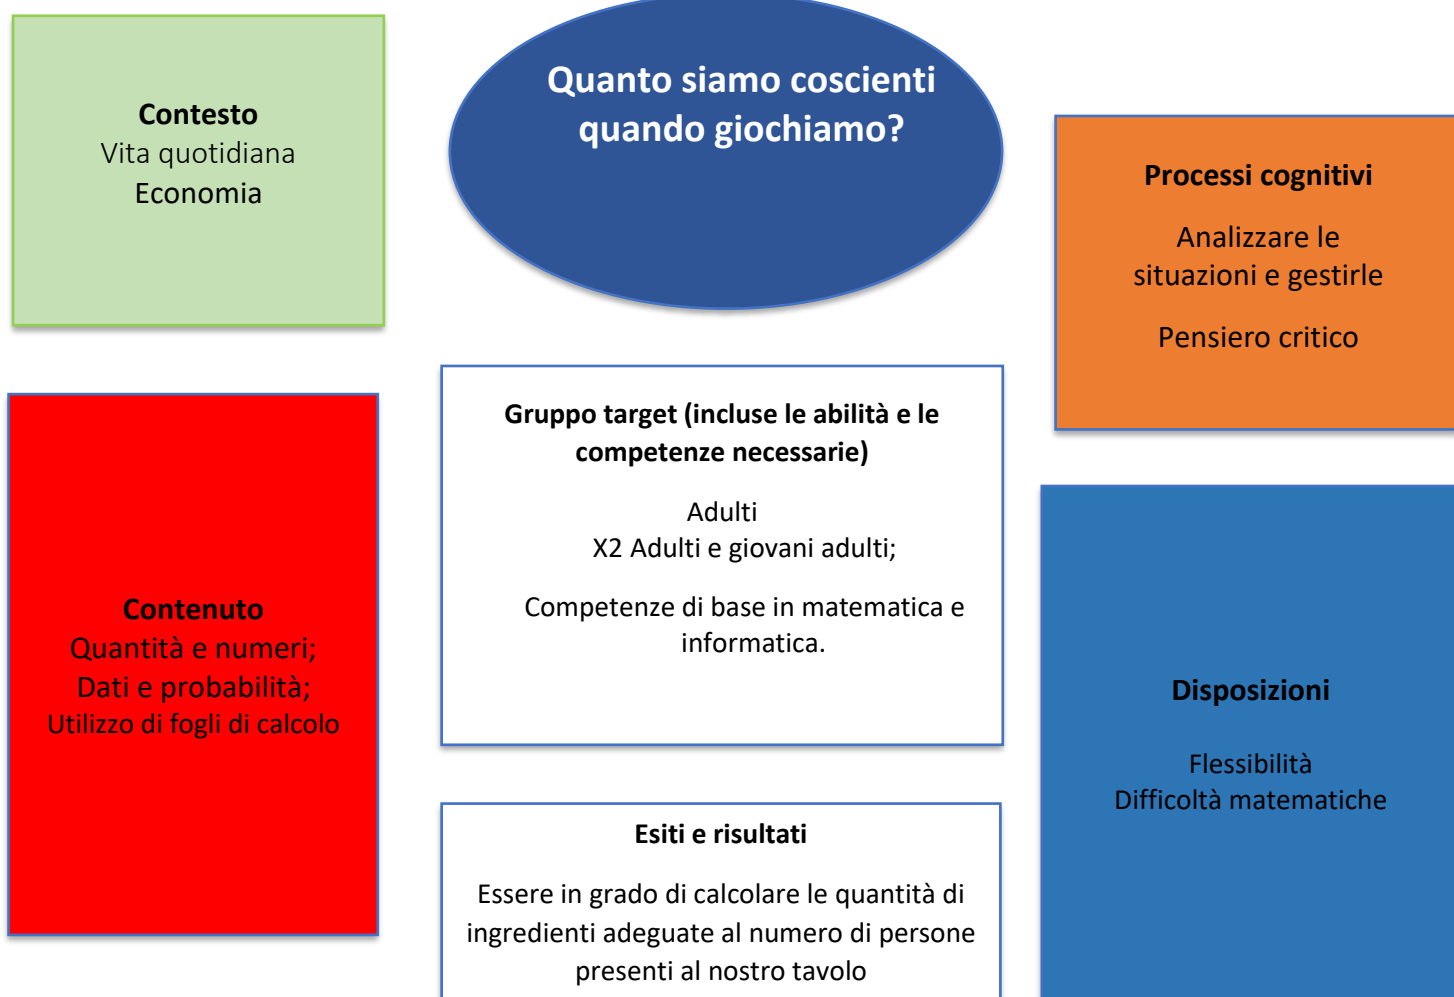 Contesto
Vita quotidiana
Economia
Quanto siamo coscienti
quando giochiamo?
Processi cognitivi
Analizzare le
situazioni e gestirle
Pensiero critico
Contenuto
Quantità e numeri;
Dati e probabilità;
Utilizzo di fogli di calcolo
Gruppo target (incluse le abilità e le
competenze necessarie)
Adulti
X2 Adulti e giovani adulti;
Competenze di base in matematica e
informatica.
Disposizioni
Flessibilità
Difficoltà matematiche
Esiti e risultati
Essere in grado di calcolare le quantità di
ingredienti adeguate al numero di persone
presenti al nostro tavolo